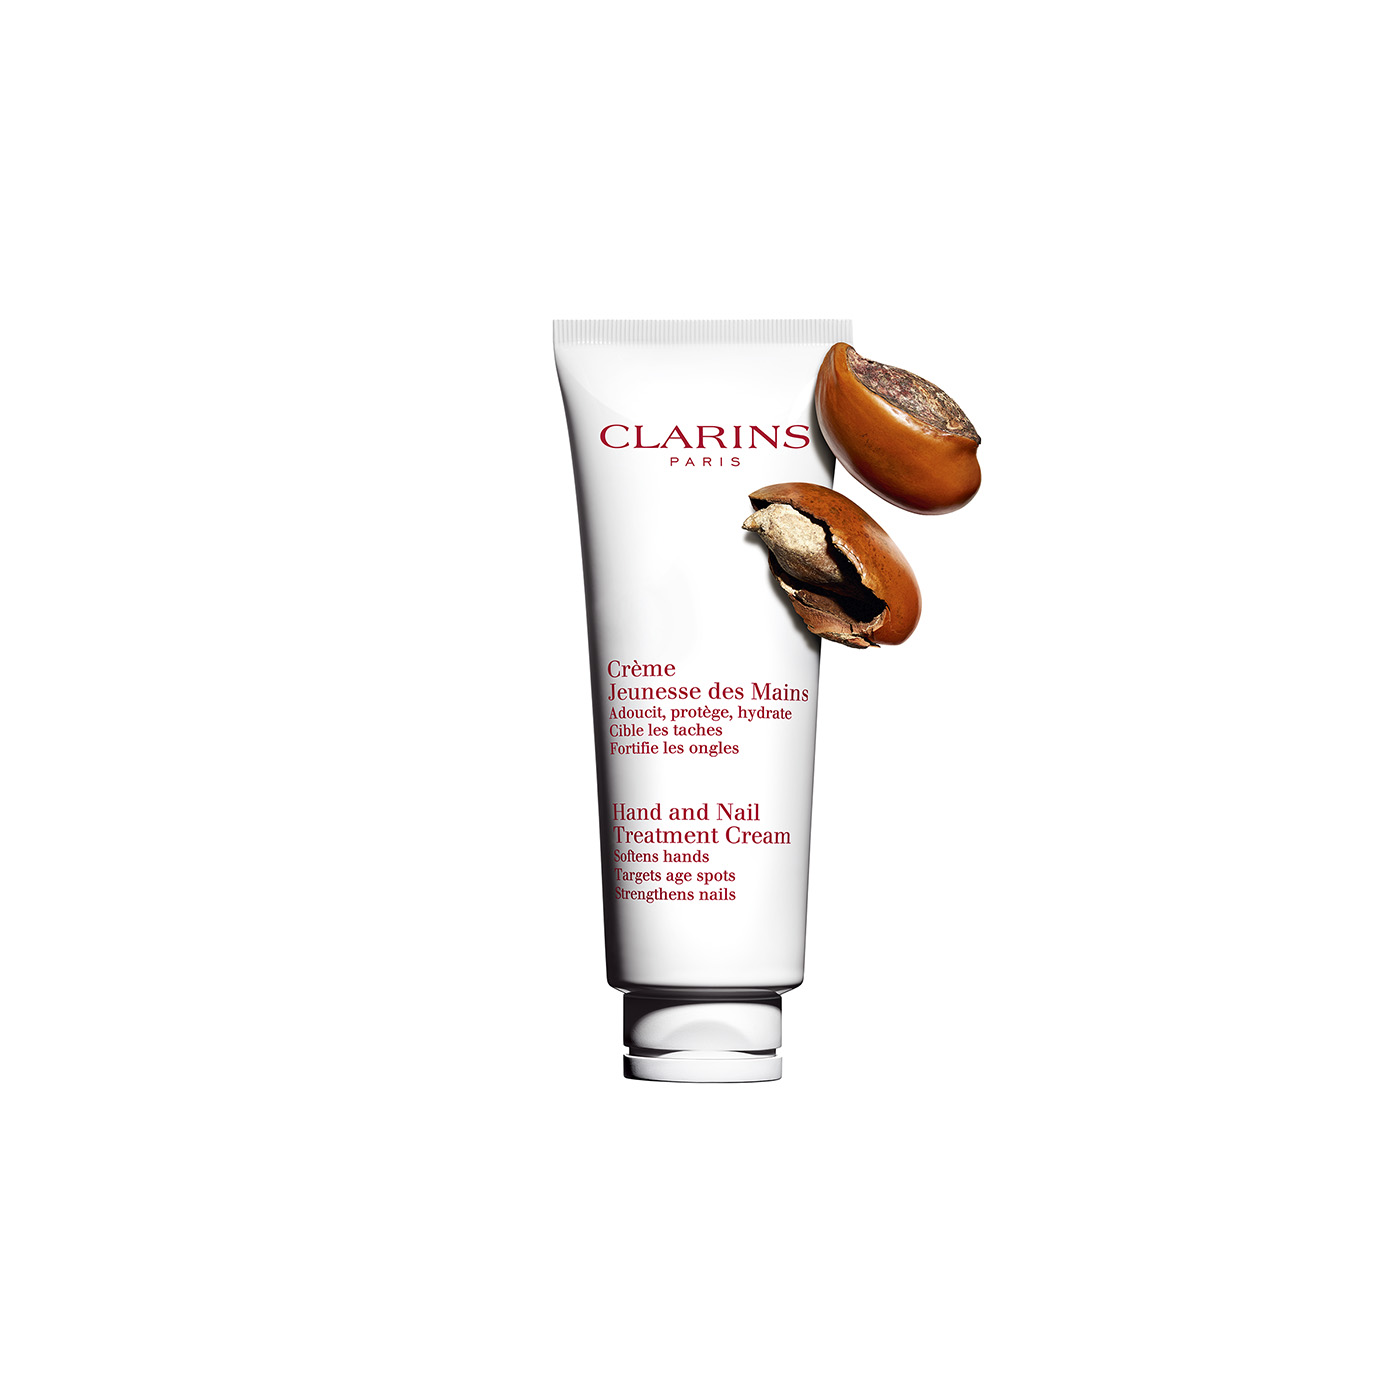 CLARINS
PARIS
Crème
Jeunesse des Mains
Adoucit, protège, hydrate
Cible les taches
Fortifie les ongles
Hand and Nail
Treatment Cream
Softens hands
Targets age spots
Strengthens nails